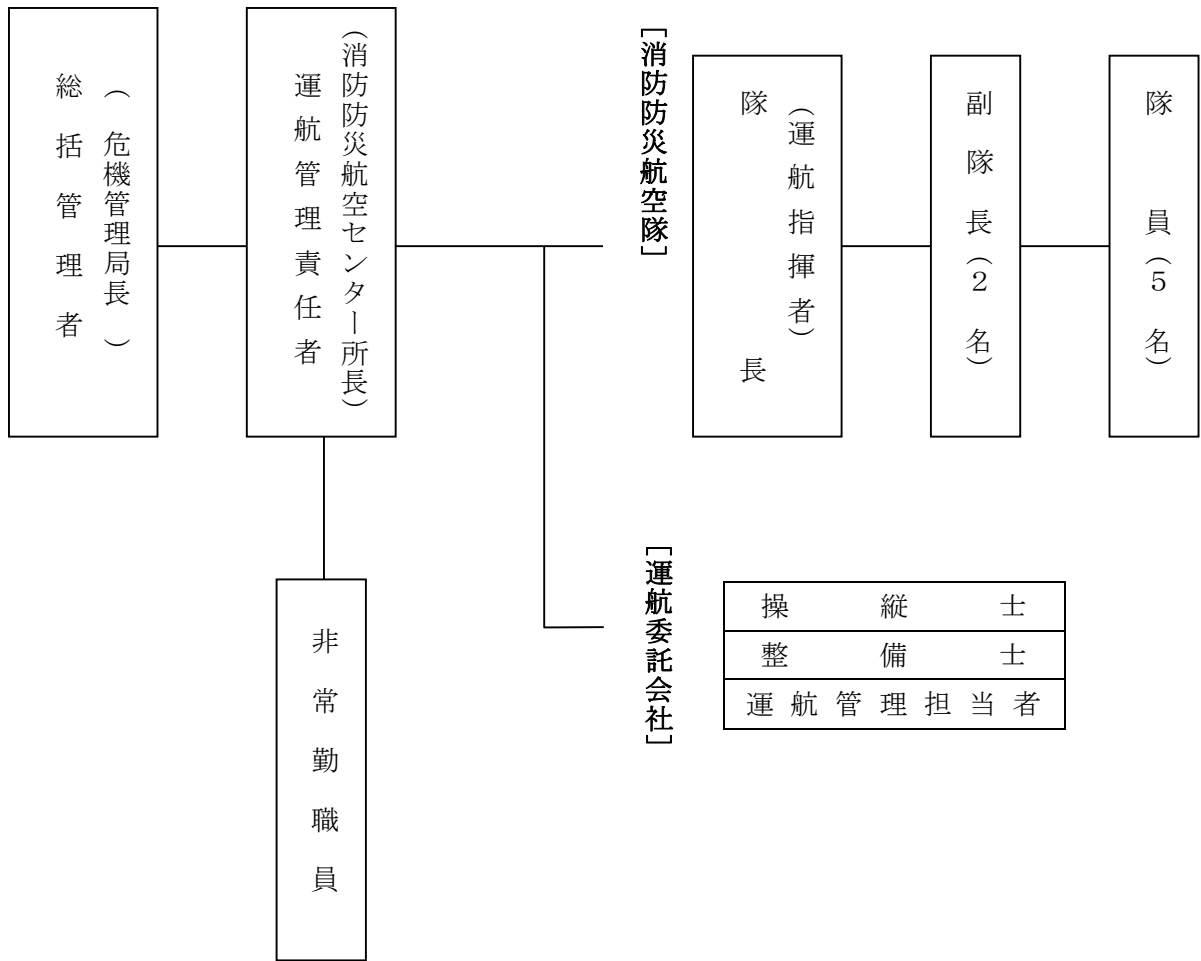 総括管理者
(危機管理局長)
運航管理責任者
(消防防災航空センター所長)
[消防防災航空隊]
隊長
(運航指揮者)
副隊長(2名)
隊員(5名)
[運航委託会社]
操縦士
整備士
運航管理担当者
非常勤職員